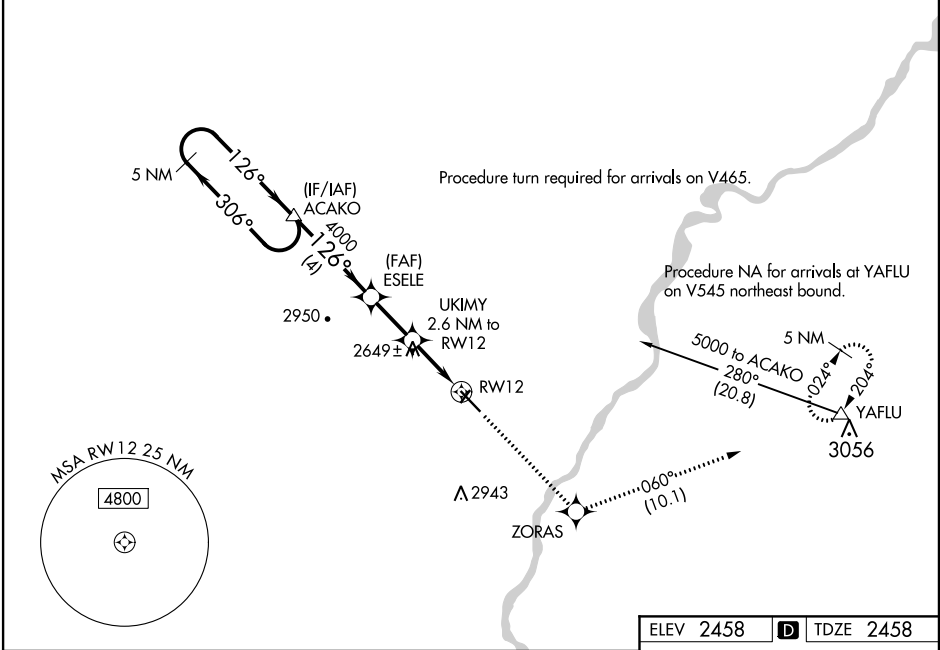 5 NM
126°
306°
(IF/IAF)
ACAKO
4000
126°
(4)
Procedure turn required for arrivals on V465.
(FAF)
ESELE
2950
UKIMY
2.6 NM to
RW12
2649±
RW12
Procedure NA for arrivals at YAFLU
on V545 northeast bound.
5 NM
5000 to ACAKO
280°
(20.8)
024°
204°
YAFLU
3056
MSA RW12 25 NM
4800
2943
ZORAS
060°
(10.1)
ELEV 2458 D TDZE 2458